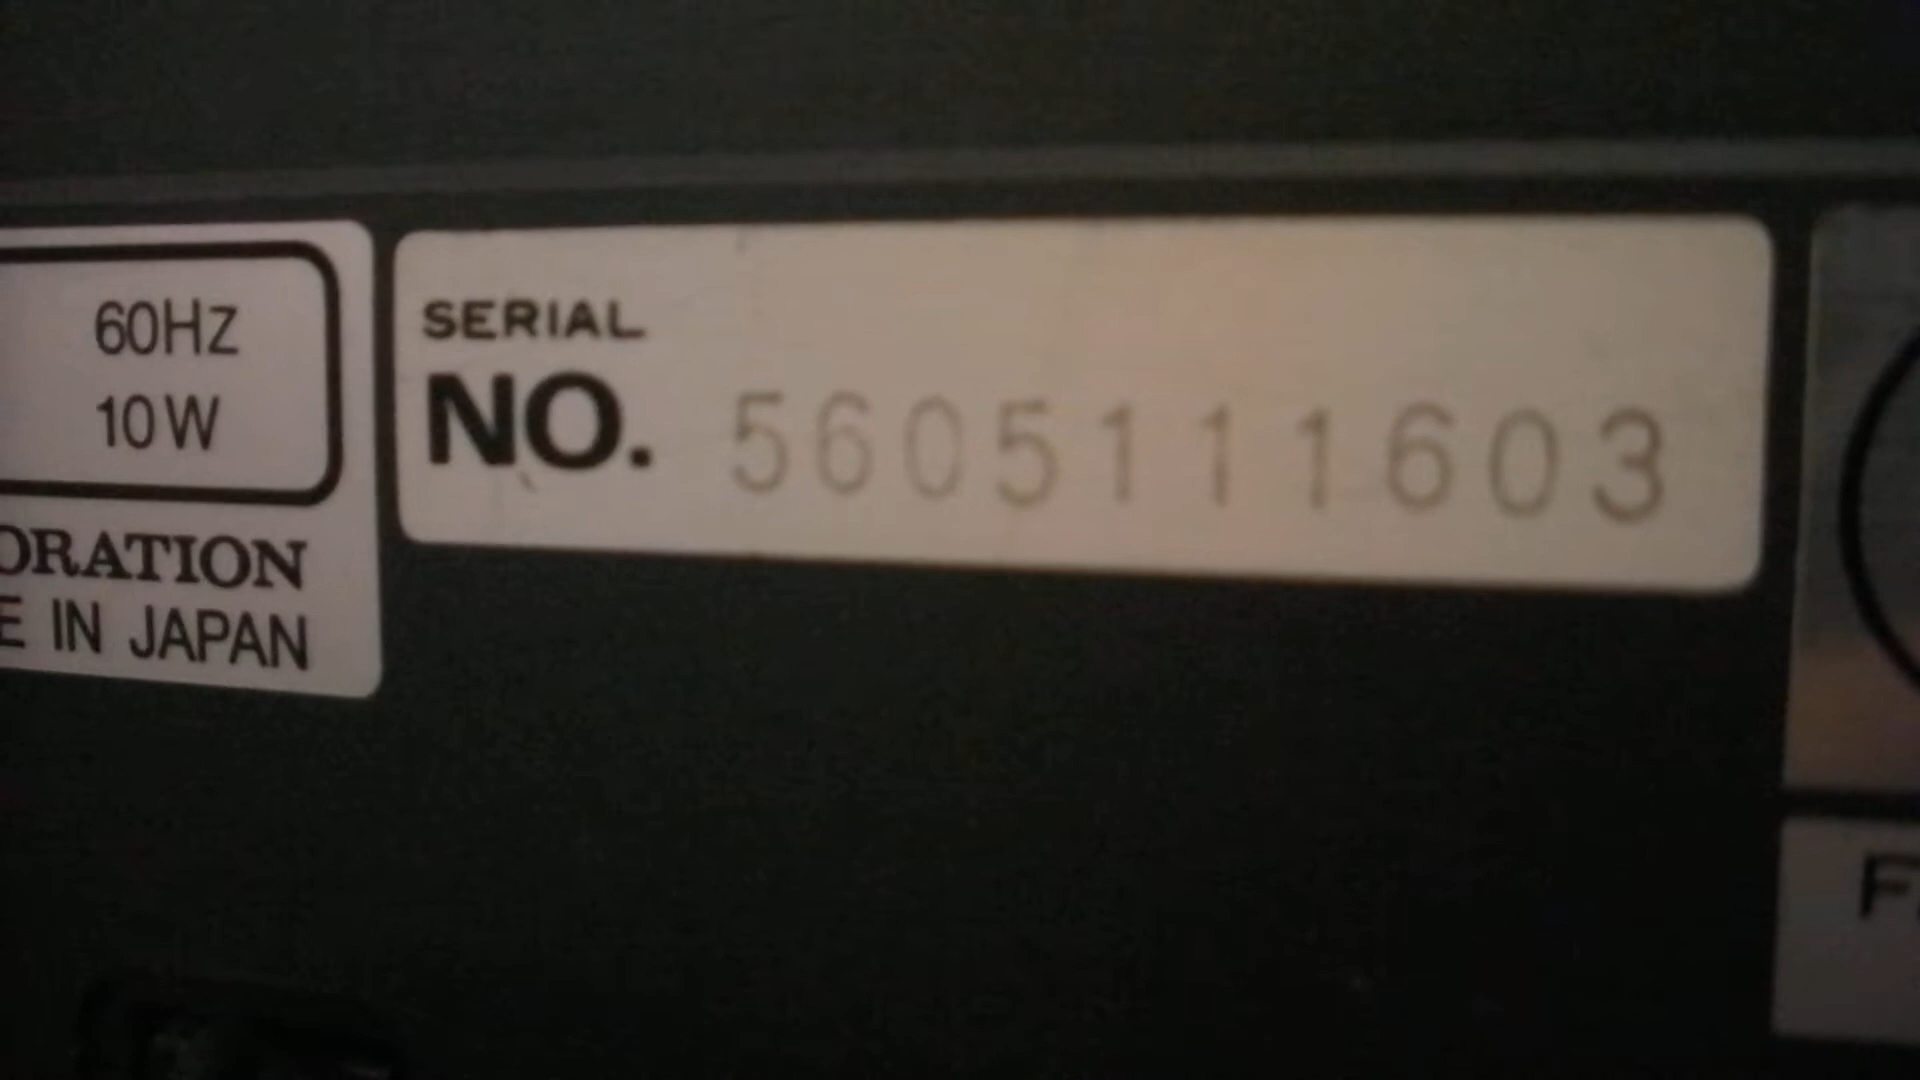 60Hz
10W
ORATION
E IN JAPAN
SERIAL
NO. 5605111603
F